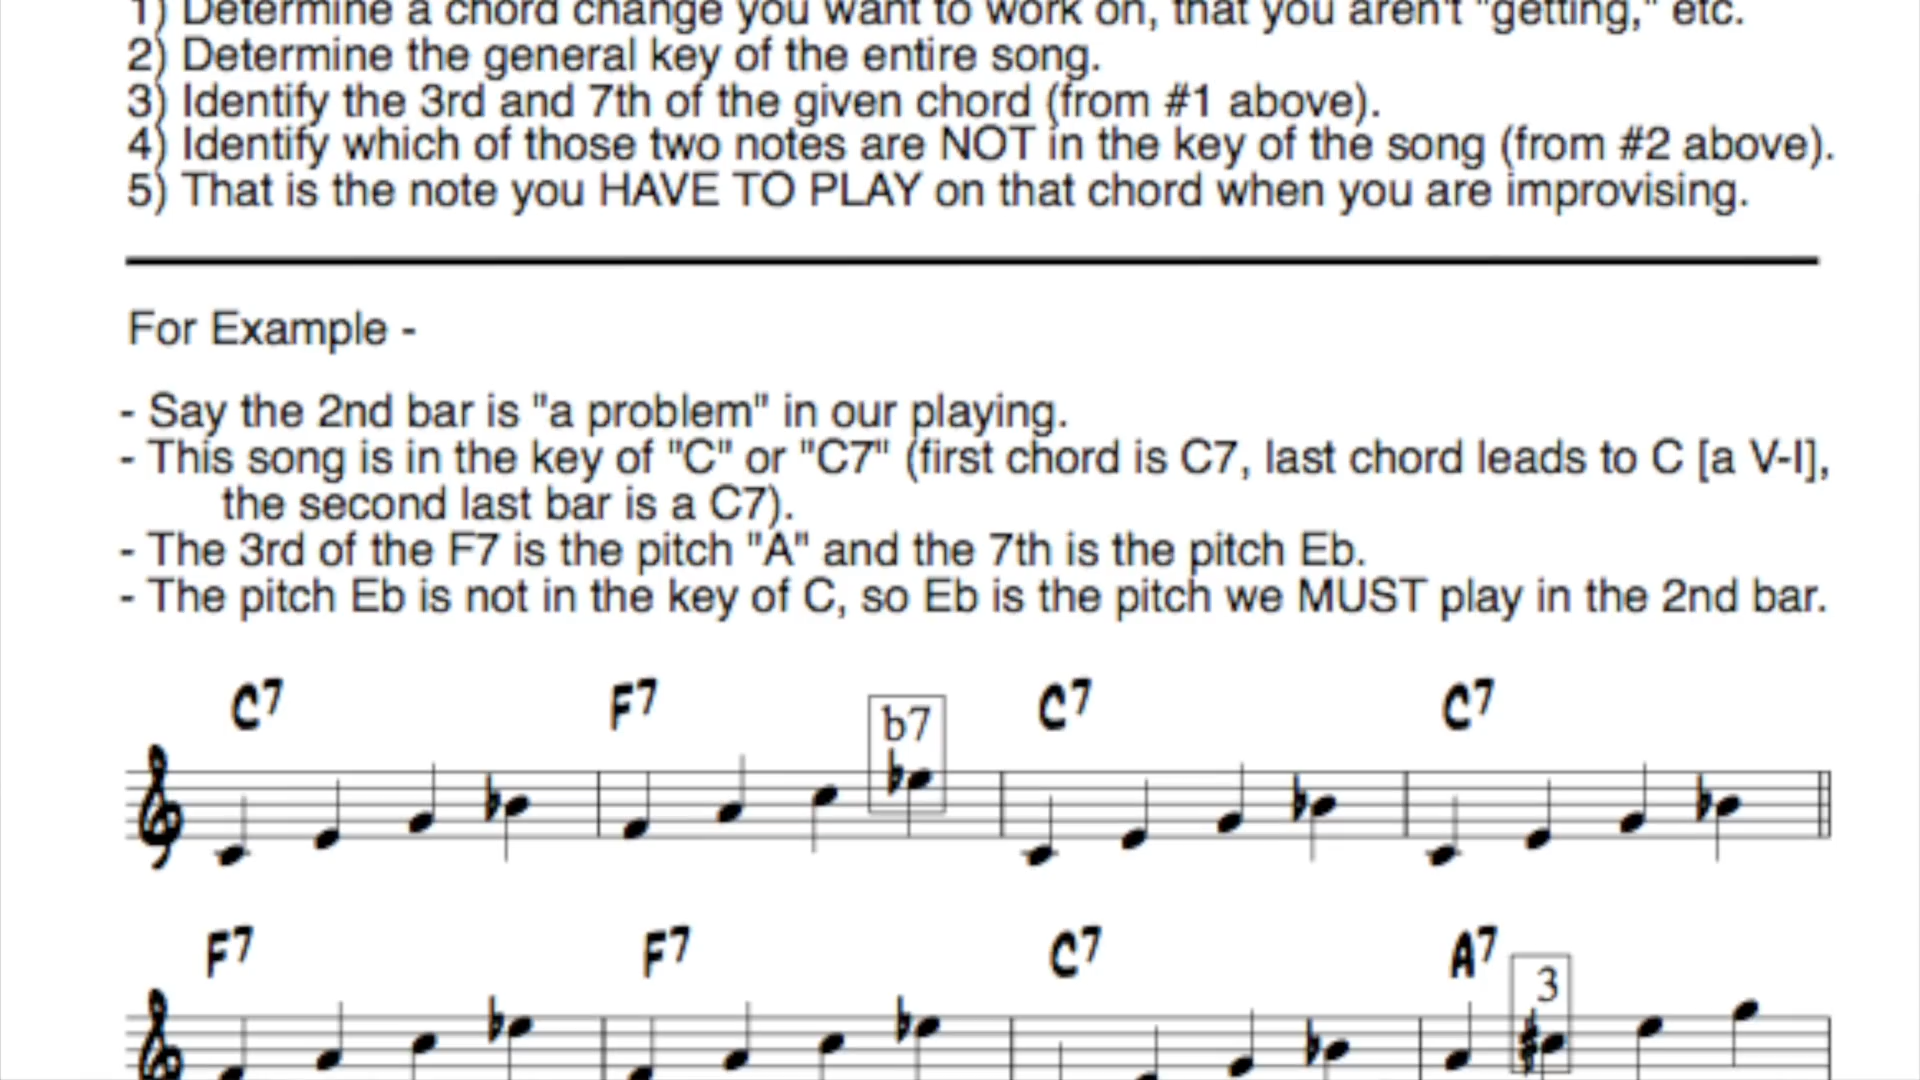 1) Determine a chord change you want to work on, that you aren't "getting," etc.
2) Determine the general key of the entire song.
3) Identify the 3rd and 7th of the given chord (from #1 above).
4) Identify which of those two notes are NOT in the key of the song (from #2 above).
5) That is the note you HAVE TO PLAY on that chord when you are improvising.
For Example -
- Say the 2nd bar is "a problem" in our playing.
- This song is in the key of "C" or "C7" (first chord is C7, last chord leads to C [a V-I],
the second last bar is a C7).
- The 3rd of the F7 is the pitch "A" and the 7th is the pitch Eb.
- The pitch Eb is not in the key of C, so Eb is the pitch we MUST play in the 2nd bar.
C7 F7 b7 C7 C7
F7 F7 C7 A7 3